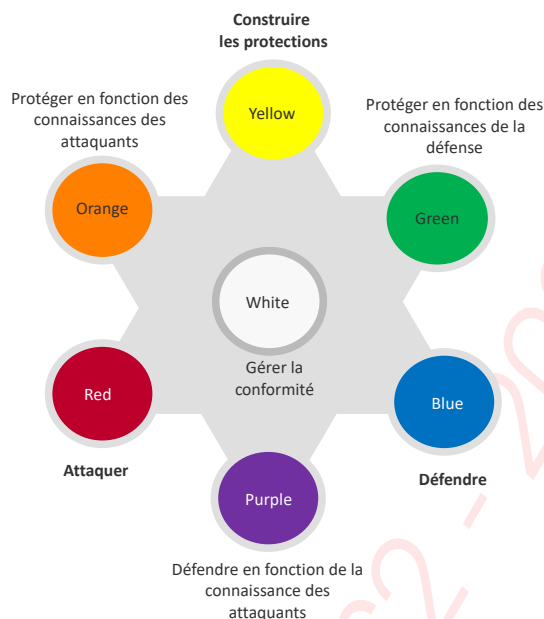 Construire
les protections
Protéger en fonction des
connaissances des
attaquants
Yellow
Protéger en fonction des
connaissances de la
défense
Orange
Green
White
Gérer la
conformité
Red
Blue
Attaquer
Défendre
Purple
Défendre en fonction de la
connaissance des
attaquants